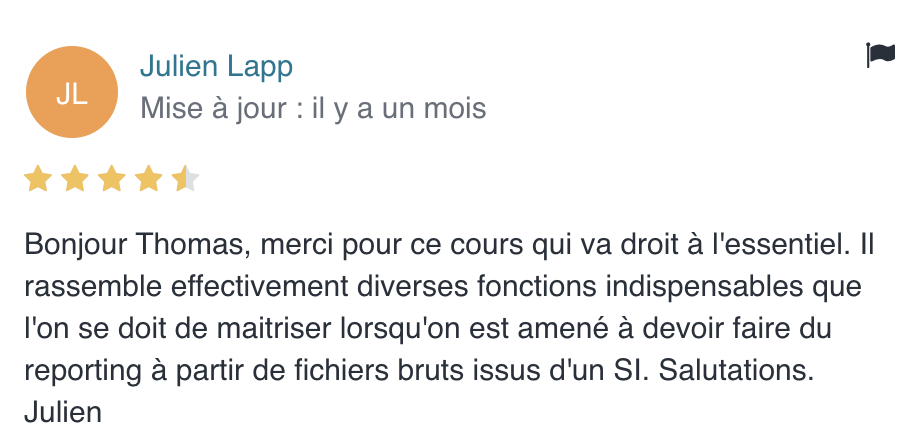 JL
Julien Lapp
Mise à jour : il y a un mois
Bonjour Thomas, merci pour ce cours qui va droit à l'essentiel. Il
rassemble effectivement diverses fonctions indispensables que
l'on se doit de maitriser lorsqu'on est amené à devoir faire du
reporting à partir de fichiers bruts issus d'un SI. Salutations.
Julien